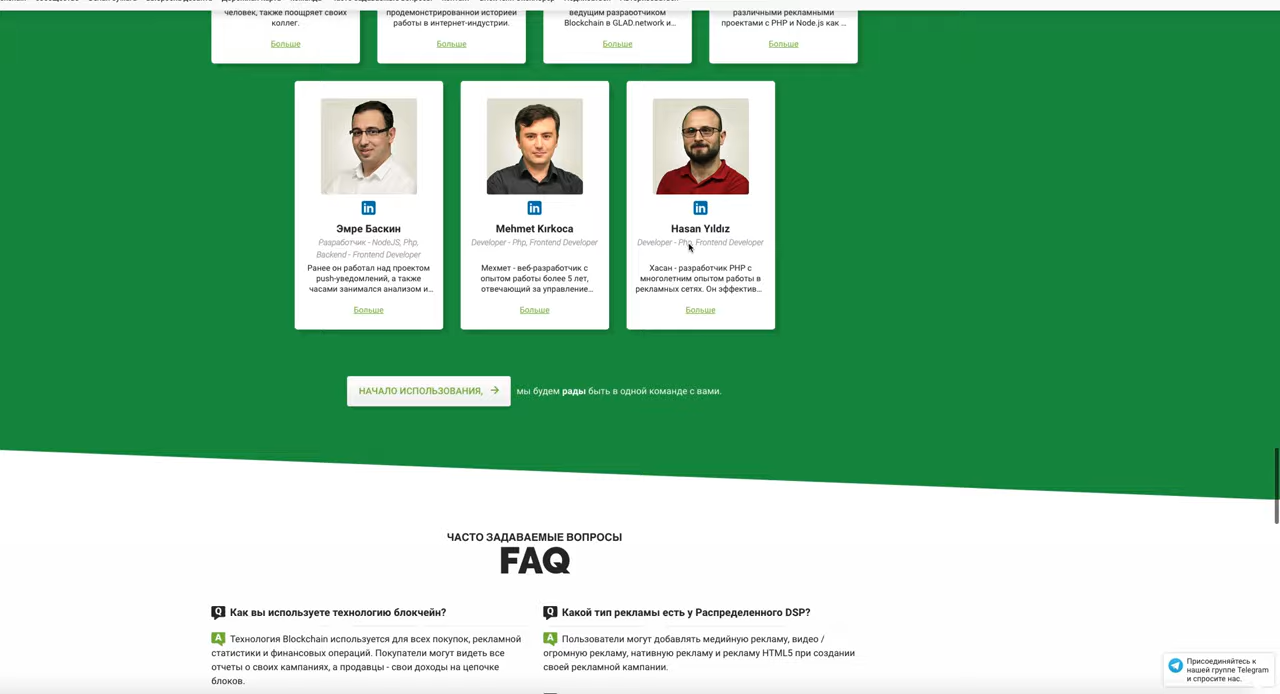 человек, также поощряет своих
коллег.
Больше
продемонстрированной историей
работы в интернет-индустрии.
Больше
ведущим разработчиком
Blockchain в GLAD.network и...
Больше
различными рекламными
проектами с PHP и Node.js как ...
Больше
in
Эмре Баскин
Разработчик - NodeJS, Php,
Backend - Frontend Developer
Ранее он работал над проектом
push-уведомлений, а также
часами занимался анализом и...
Больше
in
Mehmet Kırkoca
Developer - Php, Frontend Developer
Мехмет - веб-разработчик с
опытом работы более 5 лет,
отвечающий за управление...
Больше
in
Hasan Yıldız
Developer - Php, Frontend Developer
Хасан - разработчик PHP с
многолетним опытом работы в
рекламных сетях. Он эффектив...
Больше
НАЧАЛО ИСПОЛЬЗОВАНИЯ, →
мы будем рады быть в одной команде с вами.
ЧАСТО ЗАДАВАЕМЫЕ ВОПРОСЫ
FAQ
Q Как вы используете технологию блокчейн?
A Технология Blockchain используется для всех покупок, рекламной
статистики и финансовых операций. Покупатели могут видеть все
отчеты о своих кампаниях, а продавцы - свои доходы на цепочке
блоков.
Q Какой тип рекламы есть у Распределенного DSP?
A Пользователи могут добавлять медийную рекламу, видео /
огромную рекламу, нативную рекламу и рекламу HTML5 при создании
своей рекламной кампании.
Присоединяйтесь к
нашей группе Telegram
и спросите нас.